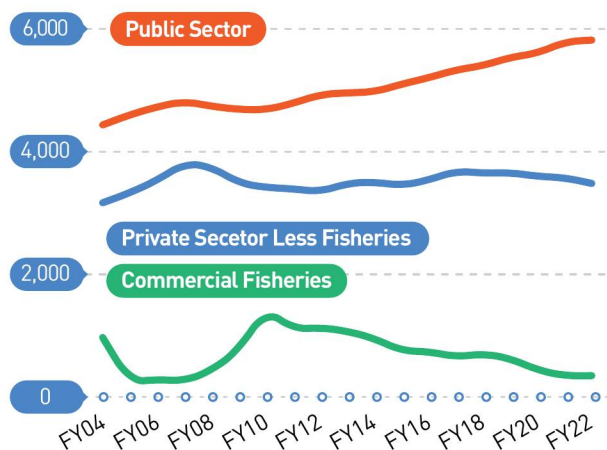 6,000
Public Sector
4,000
Private Secetor Less Fisheries
2,000
Commercial Fisheries
0
FY04 FY06 FY08 FY10 FY12 FY14 FY16 FY18 FY20 FY22